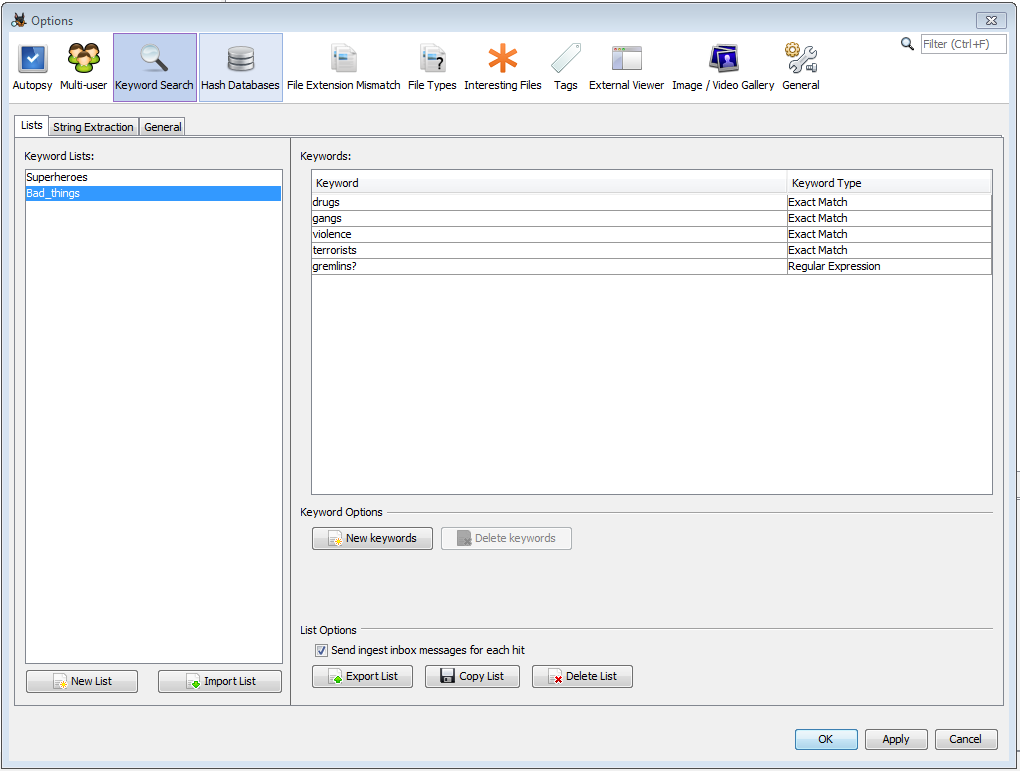 Options
Filter (Ctrl+F)
Autopsy Multi-user Keyword Search Hash Databases File Extension Mismatch File Types Interesting Files Tags External Viewer Image / Video Gallery General
Lists String Extraction General
Keyword Lists:
Superheroes
Bad_things
New List Import List
Keywords:
Keyword Keyword Type
drugs Exact Match
gangs Exact Match
violence Exact Match
terrorists Exact Match
gremlins? Regular Expression
Keyword Options
New keywords Delete keywords
List Options
Send ingest inbox messages for each hit
Export List Copy List Delete List
OK Apply Cancel